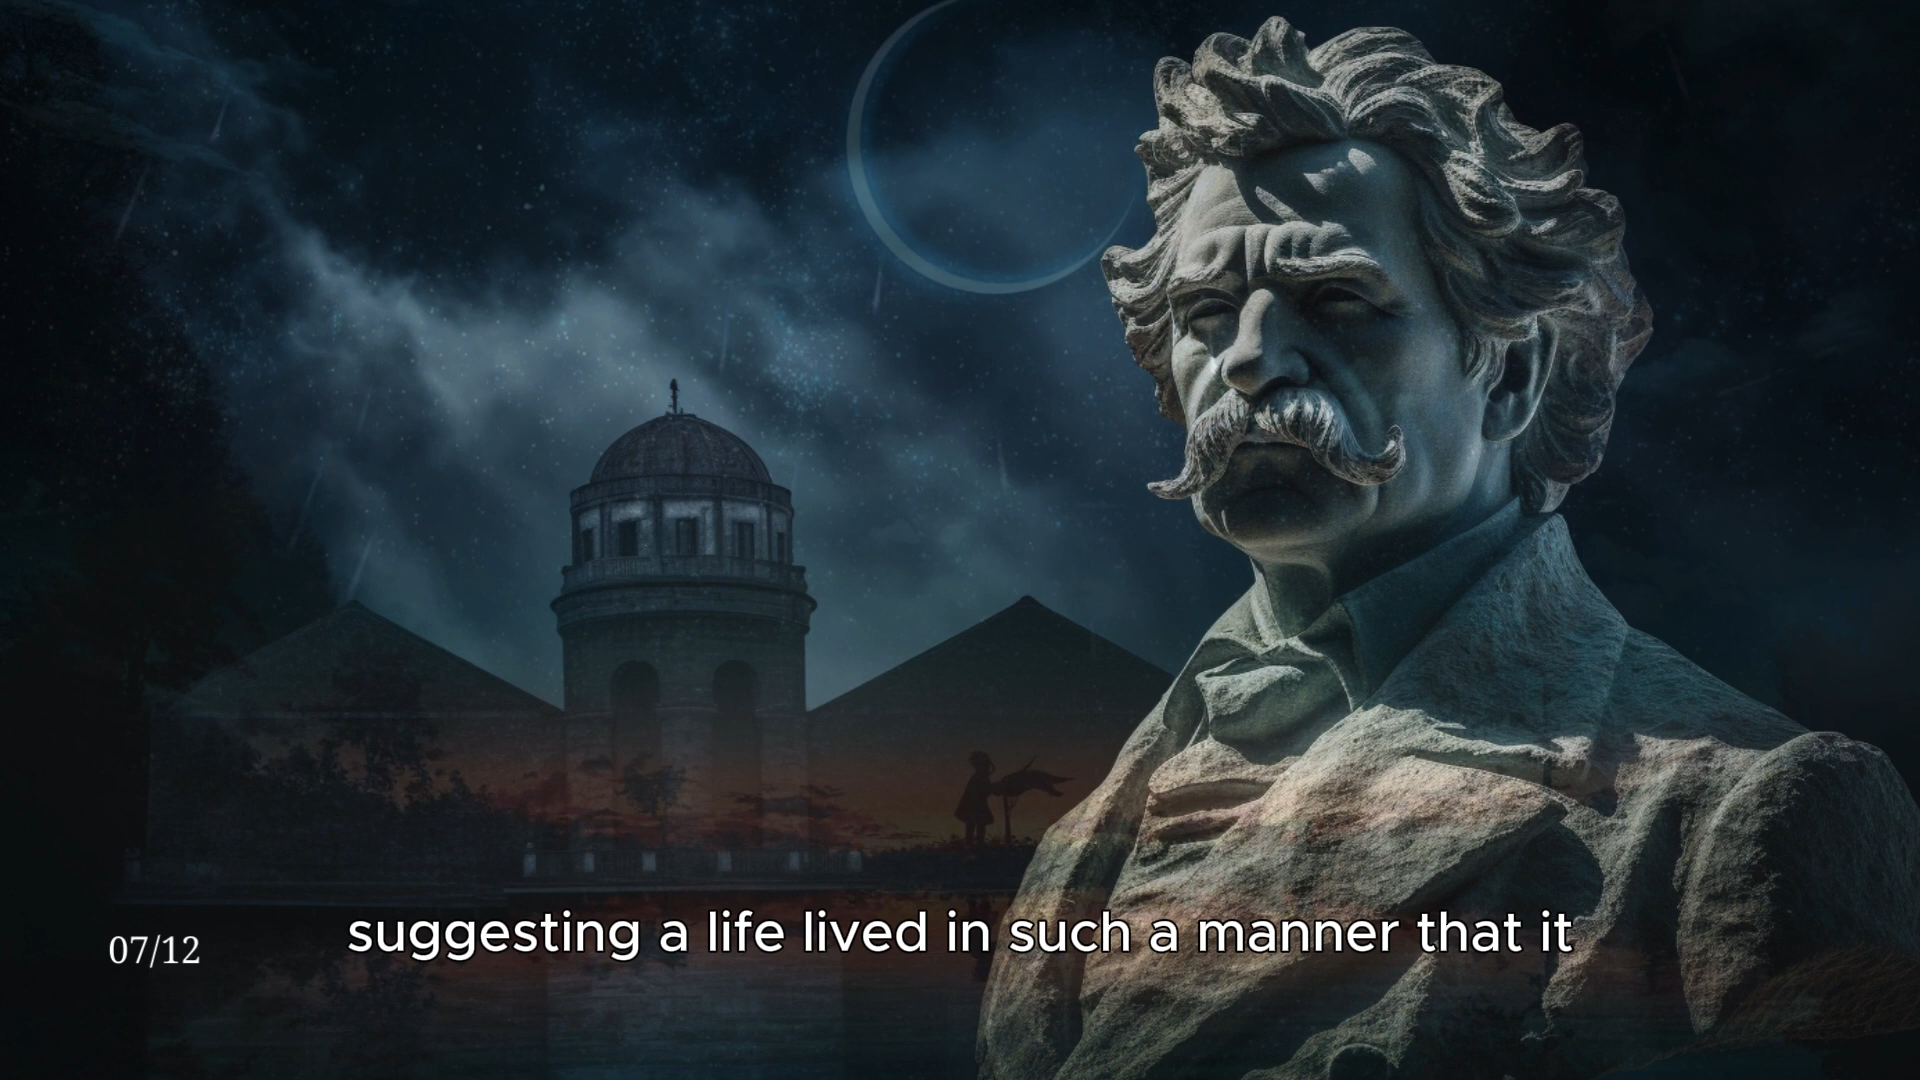 suggesting a life lived in such a manner that it
07/12